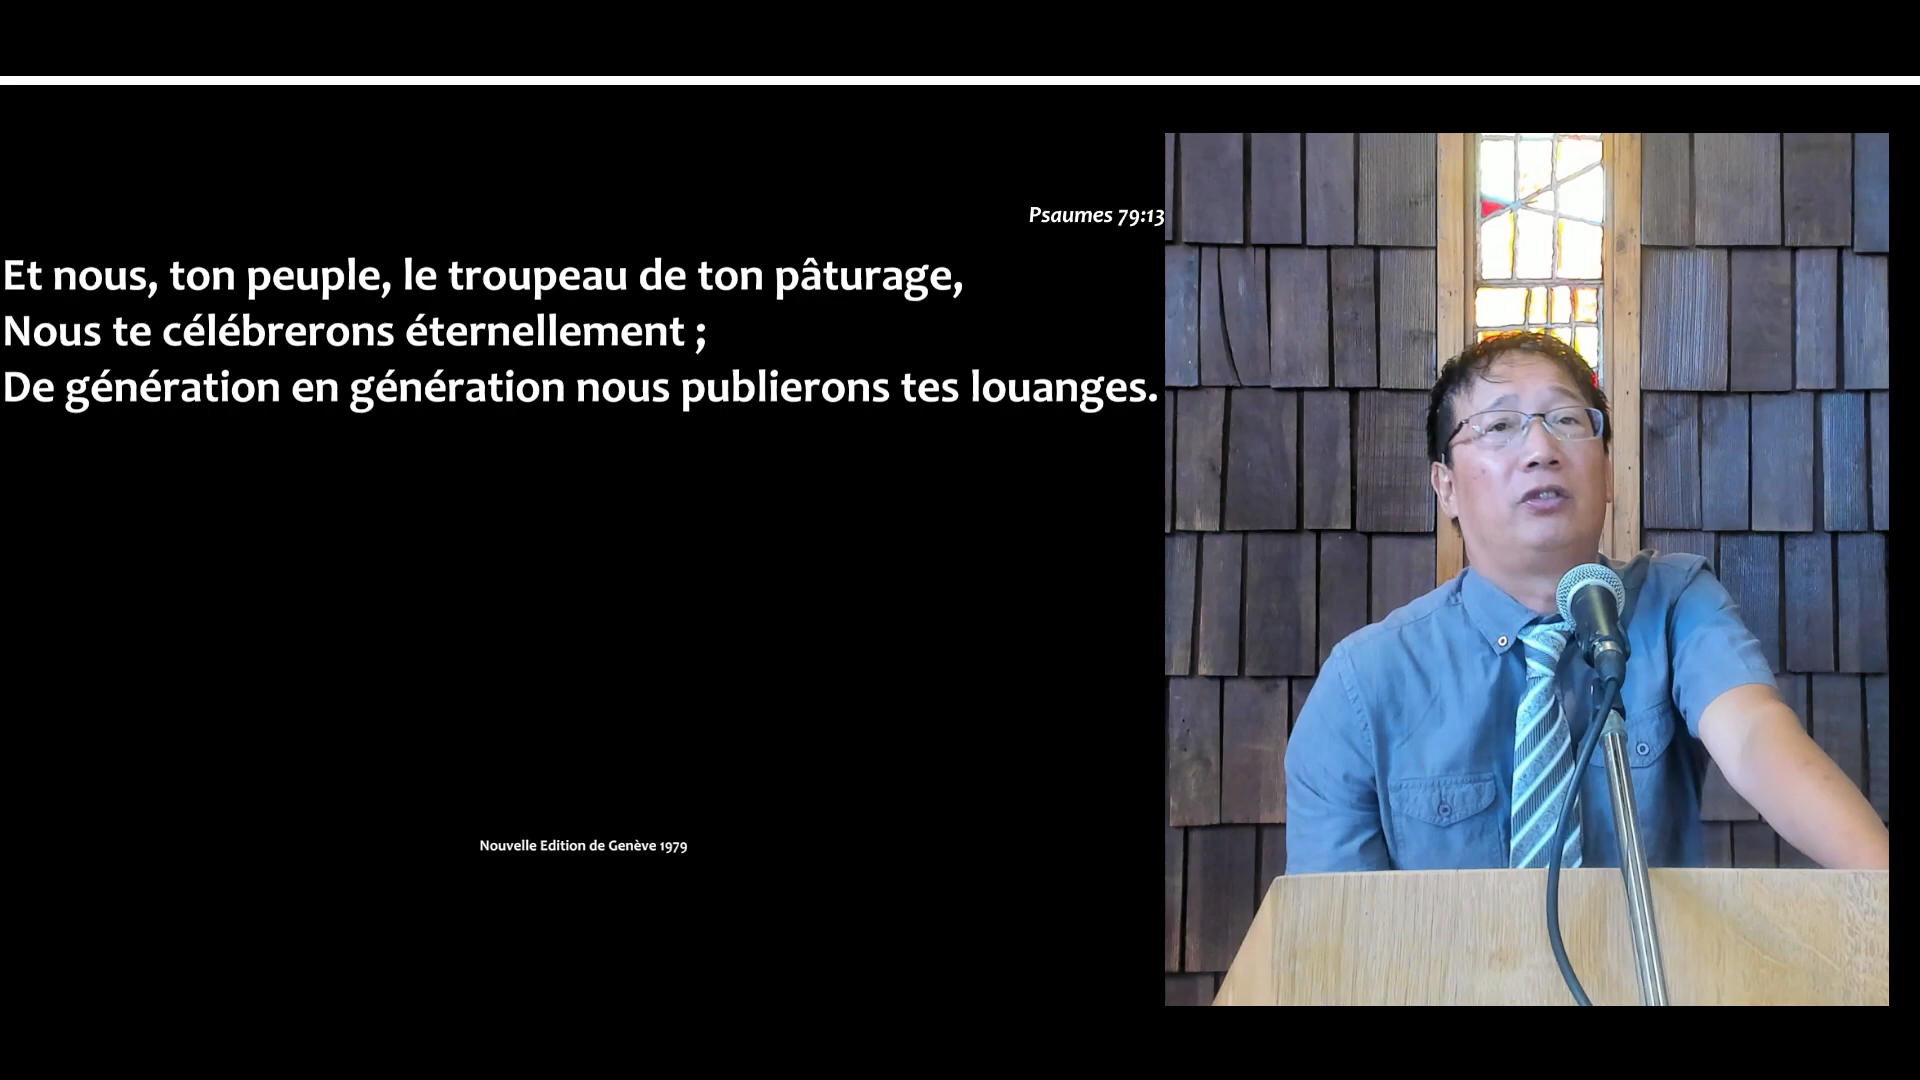 Psaumes 79:13
Et nous, ton peuple, le troupeau de ton pâturage,
Nous te célébrerons éternellement ;
De génération en génération nous publierons tes louanges.
Nouvelle Edition de Genève 1979